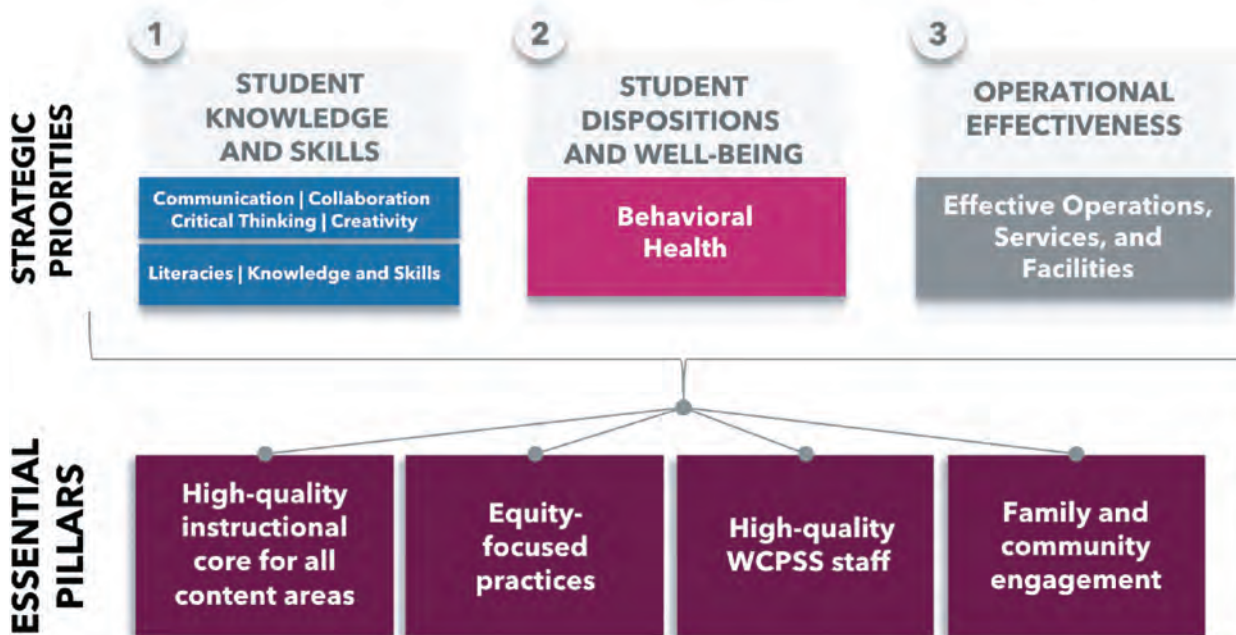 STRATEGIC
PRIORITIES
1
STUDENT
KNOWLEDGE
AND SKILLS
Communication | Collaboration
Critical Thinking | Creativity
Literacies | Knowledge and Skills
2
STUDENT
DISPOSITIONS
AND WELL-BEING
Behavioral
Health
3
OPERATIONAL
EFFECTIVENESS
Effective Operations,
Services, and
Facilities
ESSENTIAL
PILLARS
High-quality
instructional
core for all
content areas
Equity-
focused
practices
High-quality
WCPSS staff
Family and
community
engagement